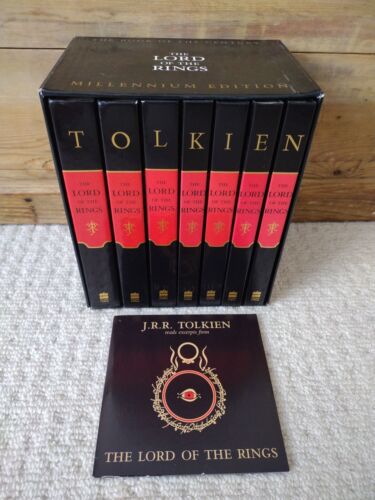 THE BOOK OF THE CENTURY
THE
LORD
OF THE
RINGS
MILLENNIUM EDITION
T O L K I E N
THE
LORD
OF THE
RINGS
THE
LORD
OF THE
RINGS
THE
LORD
OF THE
RINGS
THE
LORD
OF THE
RINGS
THE
LORD
OF THE
RINGS
THE
LORD
OF THE
RINGS
THE
LORD
OF THE
RINGS
J.R.R. TOLKIEN
reads excerpts from
THE LORD OF THE RINGS